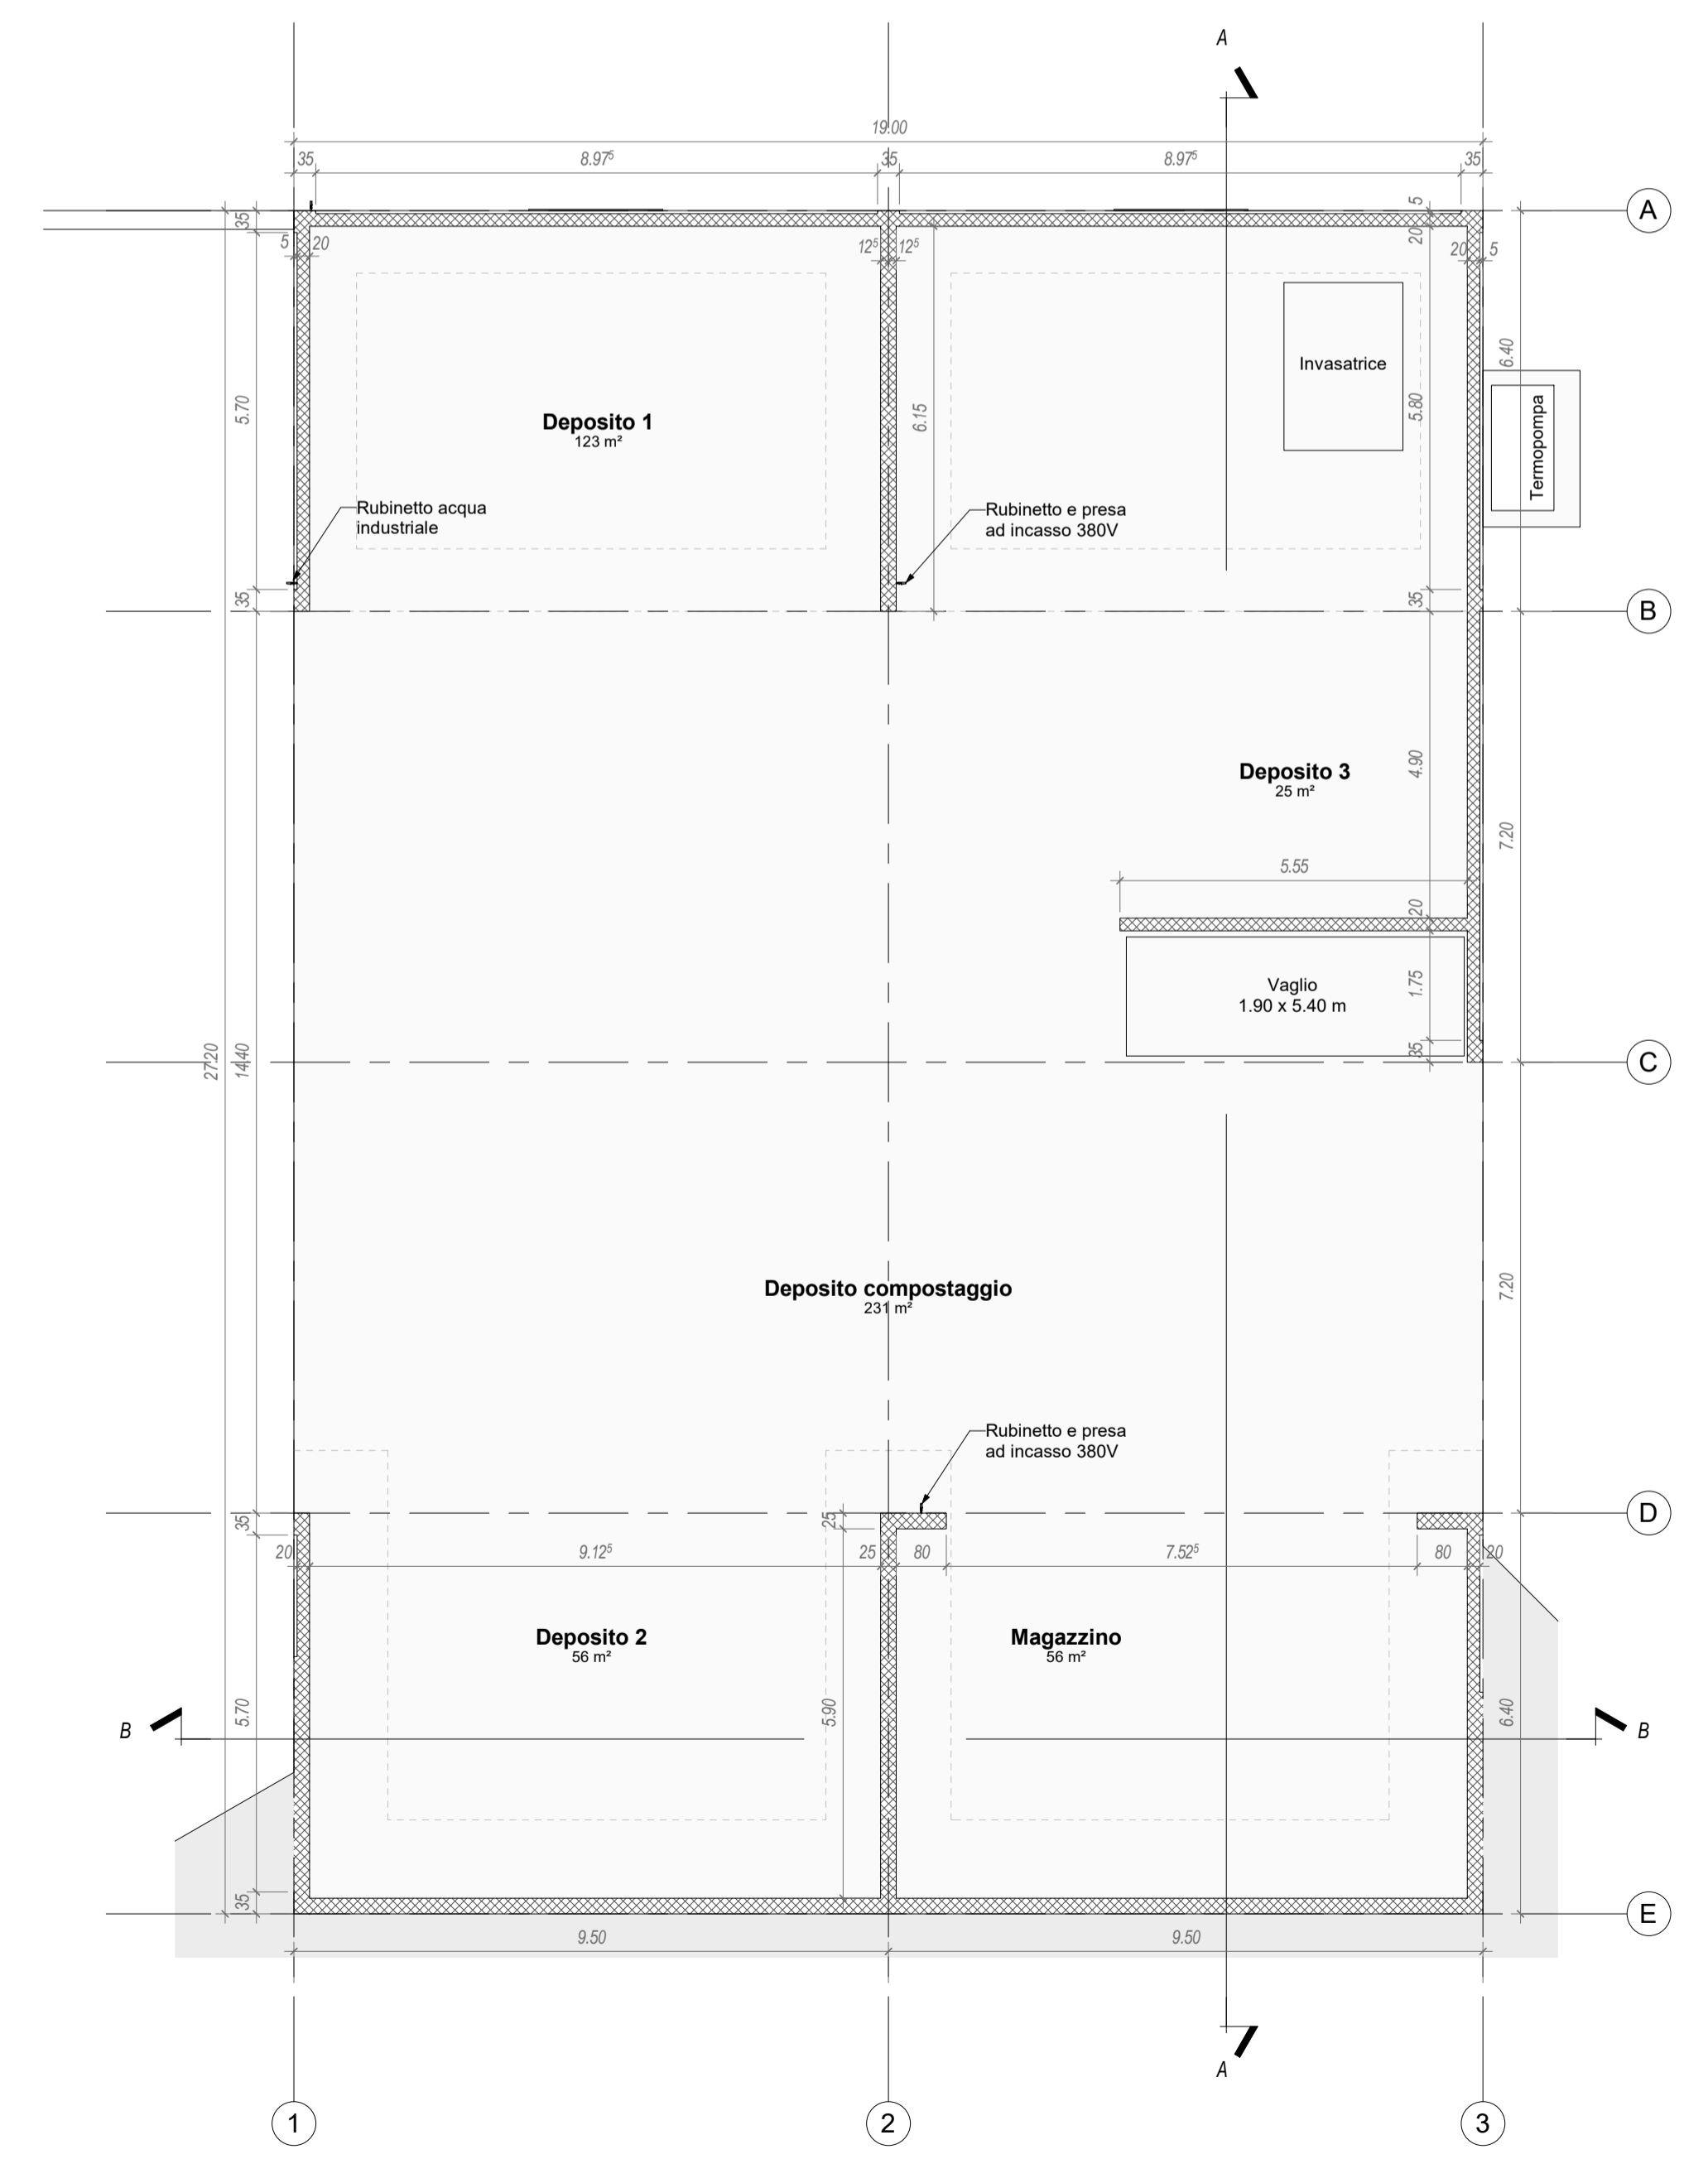 A
19.00
35
8.97⁵
35
8.97⁵
35
A
35
5
20
12⁵
12⁵
5
20
20
5
6.40
Invasatrice
5.70
6.15
5.80
Termopompa
Deposito 1
123 m²
Rubinetto acqua
industriale
Rubinetto e presa
ad incasso 380V
35
35
B
Deposito 3
25 m²
4.90
7.20
5.55
20
Vaglio
1.90 x 5.40 m
1.75
35
27.20
14.40
C
Deposito compostaggio
231 m²
7.20
Rubinetto e presa
ad incasso 380V
35
25
D
20
9.12⁵
25
80
7.52⁵
80
20
Deposito 2
56 m²
Magazzino
56 m²
5.70
5.90
6.40
B
B
35
E
9.50
9.50
A
1
2
3